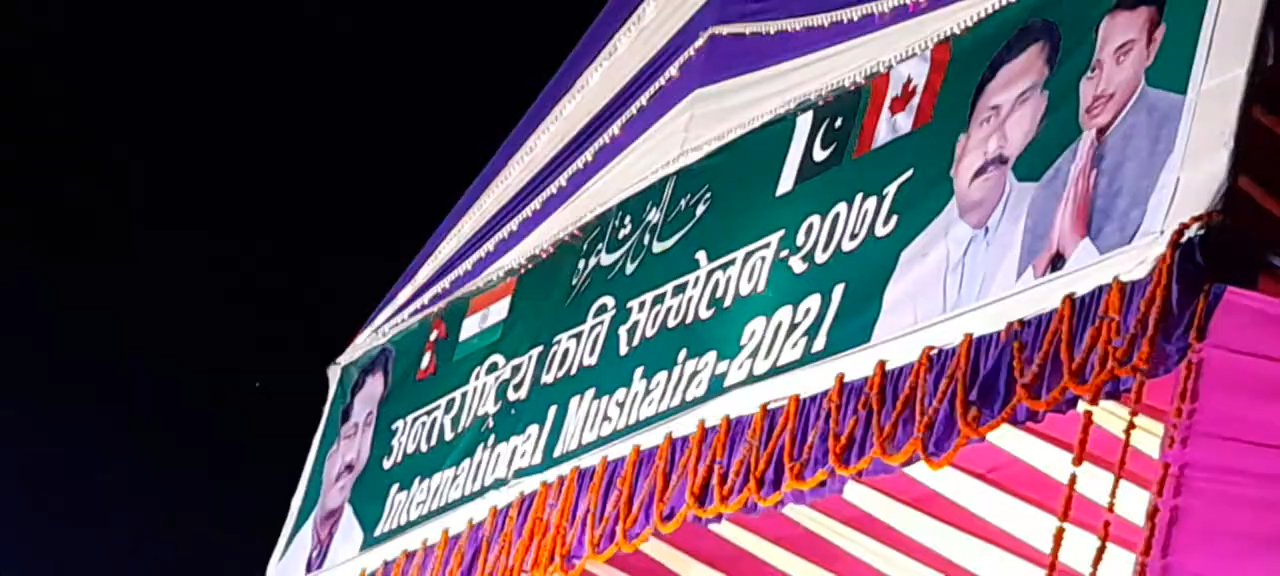 عالمی مشاعرہ
अन्तर्राष्ट्रिय कवि सम्मेलन-२०७८
International Mushaira-2021